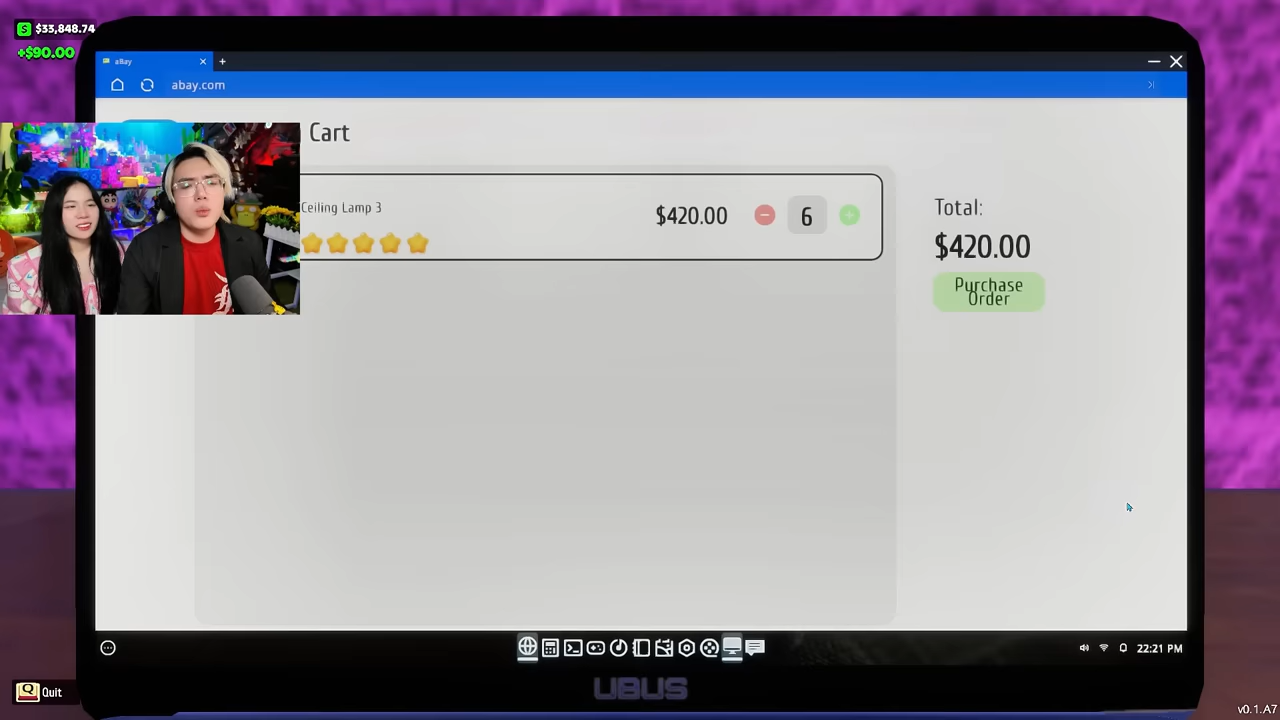 $33,848.74
+$90.00
aBay
abay.com
Cart
Ceiling Lamp 3
$420.00
6
Total:
$420.00
Purchase
Order
22:21 PM
UBUS
Q Quit
v0.1.A7